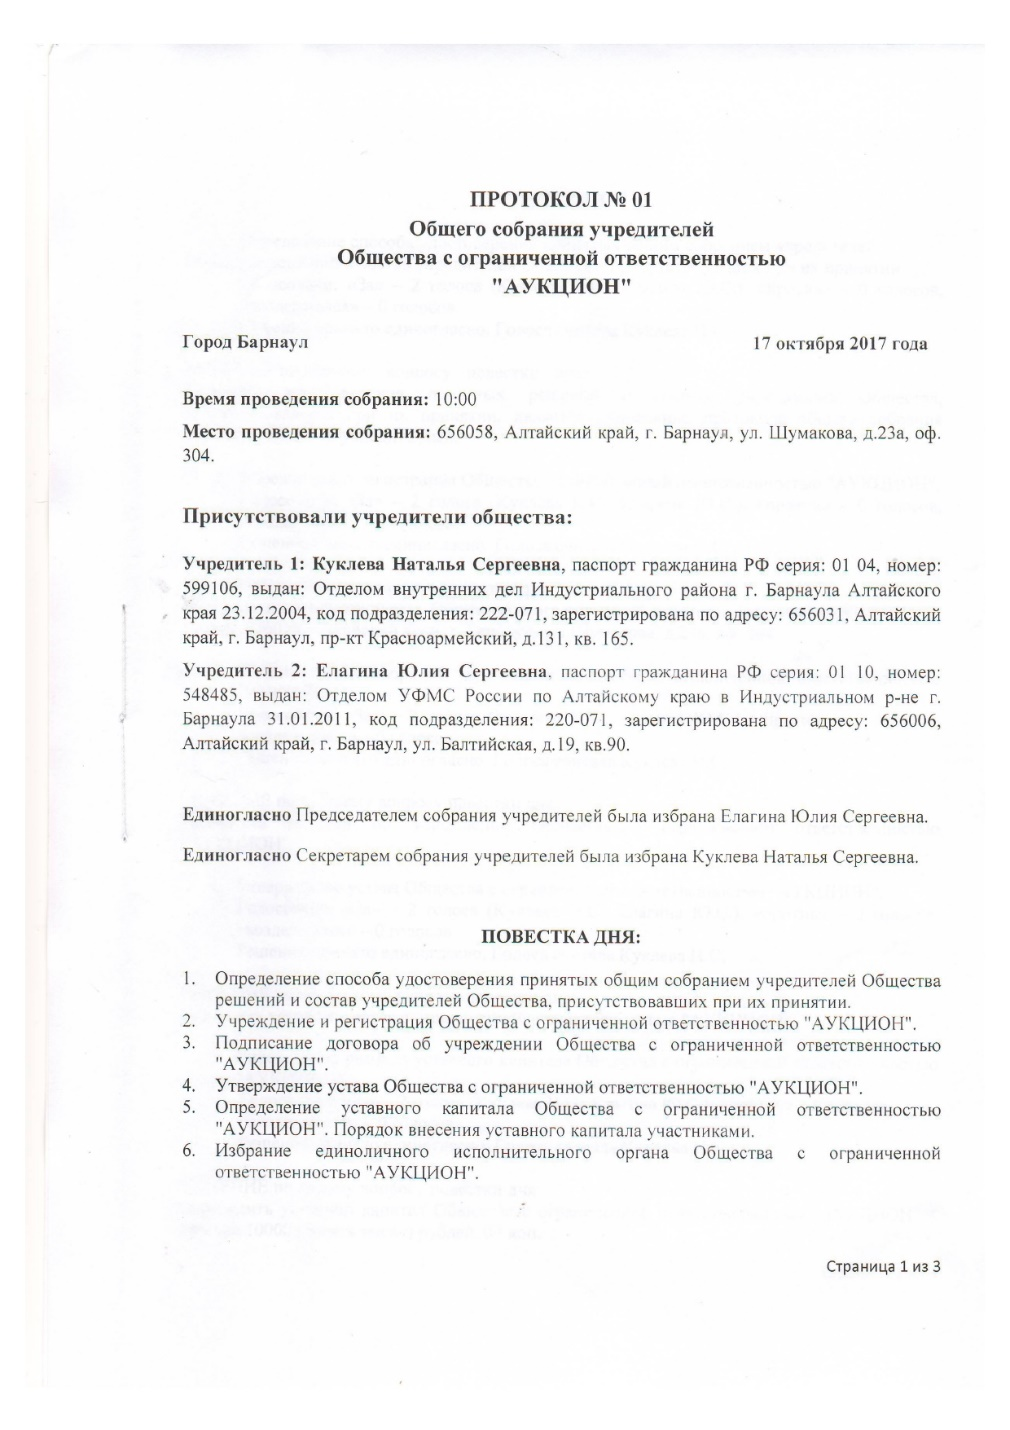 ПРОТОКОЛ № 01
Общего собрания учредителей
Общества с ограниченной ответственностью
"АУКЦИОН"
Город Барнаул 17 октября 2017 года
Время проведения собрания: 10:00
Место проведения собрания: 656058, Алтайский край, г. Барнаул, ул. Шумакова, д.23а, оф.
304.
Присутствовали учредители общества:
Учредитель 1: Куклева Наталья Сергеевна, паспорт гражданина РФ серия: 01 04, номер:
599106, выдан: Отделом внутренних дел Индустриального района г. Барнаула Алтайского
края 23.12.2004, код подразделения: 222-071, зарегистрирована по адресу: 656031, Алтайский
край, г. Барнаул, пр-кт Красноармейский, д.131, кв. 165.
Учредитель 2: Елагина Юлия Сергеевна, паспорт гражданина РФ серия: 01 10, номер:
548485, выдан: Отделом УФМС России по Алтайскому краю в Индустриальном р-не г.
Барнаула 31.01.2011, код подразделения: 220-071, зарегистрирована по адресу: 656006,
Алтайский край, г. Барнаул, ул. Балтийская, д.19, кв.90.
Единогласно Председателем собрания учредителей была избрана Елагина Юлия Сергеевна.
Единогласно Секретарем собрания учредителей была избрана Куклева Наталья Сергеевна.
ПОВЕСТКА ДНЯ:
1. Определение способа удостоверения принятых общим собранием учредителей Общества
решений и состав учредителей Общества, присутствовавших при их принятии.
2. Учреждение и регистрация Общества с ограниченной ответственностью "АУКЦИОН".
3. Подписание договора об учреждении Общества с ограниченной ответственностью
"АУКЦИОН".
4. Утверждение устава Общества с ограниченной ответственностью "АУКЦИОН".
5. Определение уставного капитала Общества с ограниченной ответственностью
"АУКЦИОН". Порядок внесения уставного капитала участниками.
6. Избрание единоличного исполнительного органа Общества с ограниченной
ответственностью "АУКЦИОН".
Страница 1 из 3